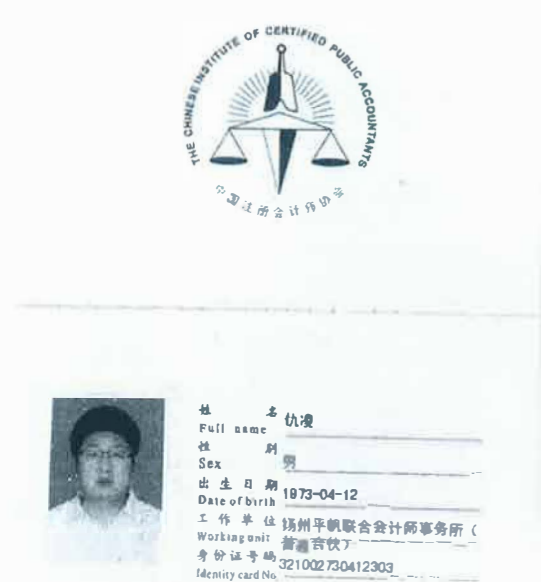 THE CHINESE INSTITUTE OF CERTIFIED PUBLIC ACCOUNTANTS
中国注册会计师协会
姓 名
Full name
仇凌
性 别
Sex
男
出 生 日 期
Date of birth
1973-04-12
工 作 单 位
Working unit
扬州平帆联合会计师事务所（
普通合伙）
身份证号码
Identity card No.
321002730412303